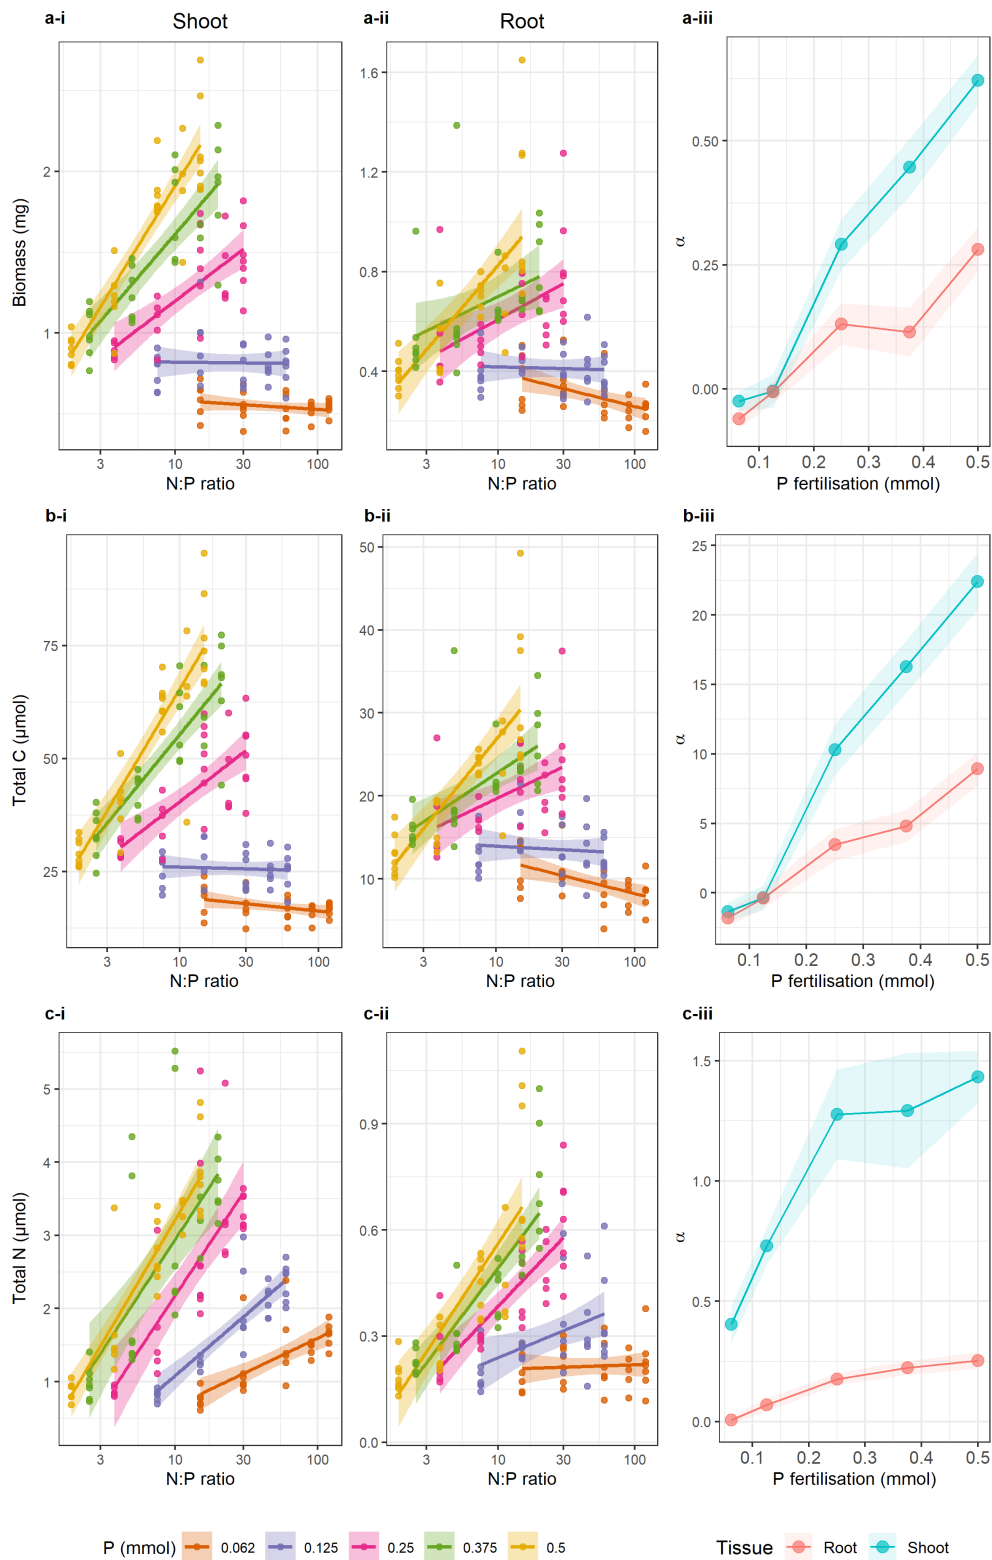 a-i Shoot a-ii Root a-iii
Biomass (mg)
2
1
1.6
1.2
0.8
0.4
α
0.50
0.25
0.00
3 10 30 100
3 10 30 100
0.1 0.2 0.3 0.4 0.5
N:P ratio N:P ratio P fertilisation (mmol)
b-i b-ii b-iii
Total C (μmol)
75
50
25
50
40
30
20
10
α
25
20
15
10
5
0
3 10 30 100
3 10 30 100
0.1 0.2 0.3 0.4 0.5
N:P ratio N:P ratio P fertilisation (mmol)
c-i c-ii c-iii
Total N (μmol)
5
4
3
2
1
0.9
0.6
0.3
0.0
α
1.5
1.0
0.5
0.0
3 10 30 100
3 10 30 100
0.1 0.2 0.3 0.4 0.5
N:P ratio N:P ratio P fertilisation (mmol)
P (mmol) 0.062 0.125 0.25 0.375 0.5 Tissue Root Shoot